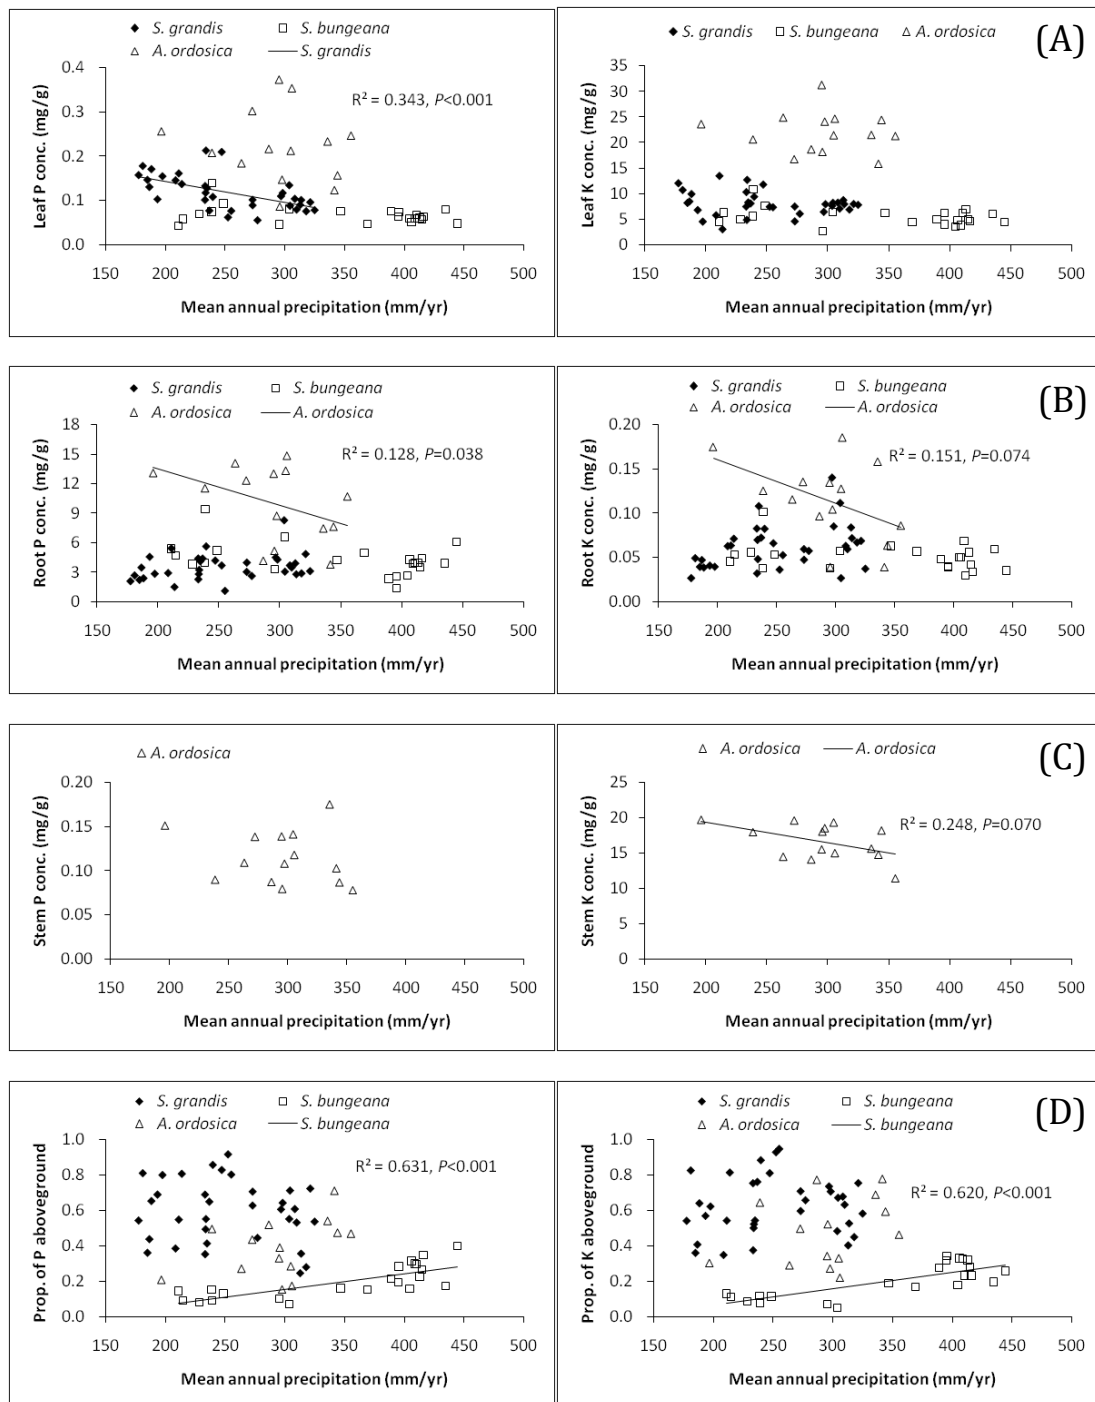 S. grandis S. bungeana
A. ordosica S. grandis
0.4
0.3
0.2
0.1
0.0
R² = 0.343, P<0.001
150 200 250 300 350 400 450 500
Leaf P conc. (mg/g)
Mean annual precipitation (mm/yr)
S. grandis S. bungeana A. ordosica
(A)
35
30
25
20
15
10
5
0
150 200 250 300 350 400 450 500
Leaf K conc. (mg/g)
Mean annual precipitation (mm/yr)
S. grandis S. bungeana
A. ordosica A. ordosica
18
15
12
9
6
3
0
R² = 0.128, P=0.038
150 200 250 300 350 400 450 500
Root P conc. (mg/g)
Mean annual precipitation (mm/yr)
S. grandis S. bungeana
A. ordosica A. ordosica
(B)
0.20
0.15
0.10
0.05
0.00
R² = 0.151, P=0.074
150 200 250 300 350 400 450 500
Root K conc. (mg/g)
Mean annual precipitation (mm/yr)
A. ordosica
0.20
0.15
0.10
0.05
0.00
150 200 250 300 350 400 450 500
Stem P conc. (mg/g)
Mean annual precipitation (mm/yr)
A. ordosica A. ordosica
(C)
25
20
15
10
5
0
R² = 0.248, P=0.070
150 200 250 300 350 400 450 500
Stem K conc. (mg/g)
Mean annual precipitation (mm/yr)
S. grandis S. bungeana
A. ordosica S. bungeana
1.0
0.8
0.6
0.4
0.2
0.0
R² = 0.631, P<0.001
150 200 250 300 350 400 450 500
Prop. of P aboveground
Mean annual precipitation (mm/yr)
S. grandis S. bungeana
A. ordosica S. bungeana
(D)
1.0
0.8
0.6
0.4
0.2
0.0
R² = 0.620, P<0.001
150 200 250 300 350 400 450 500
Prop. of K aboveground
Mean annual precipitation (mm/yr)